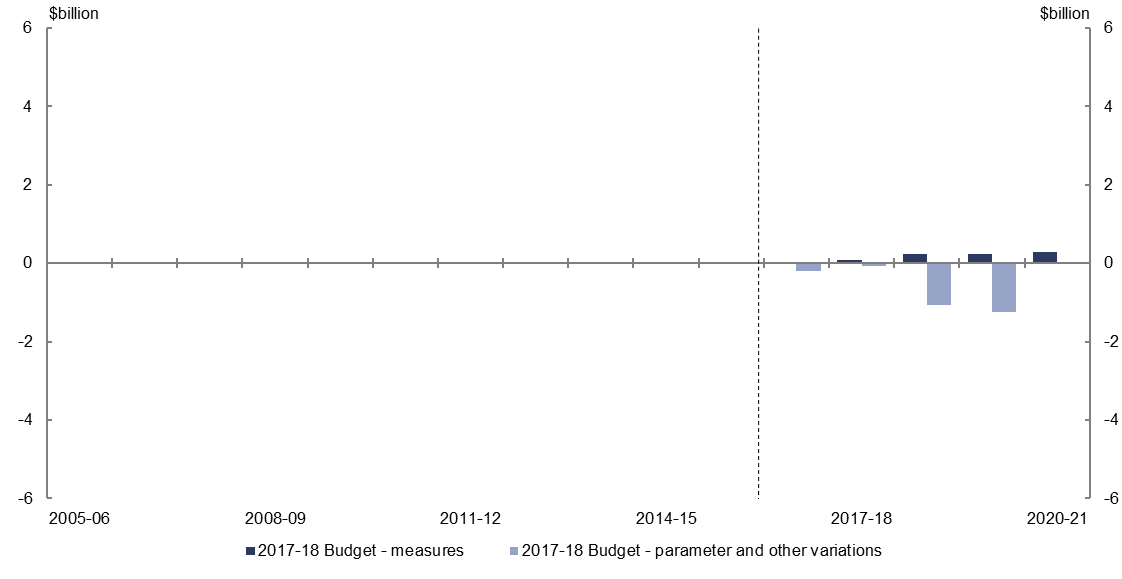 $billion $billion
6 6
4 4
2 2
0 0
-2 -2
-4 -4
-6 -6
2005-06 2008-09 2011-12 2014-15 2017-18 2020-21
2017-18 Budget - measures 2017-18 Budget - parameter and other variations